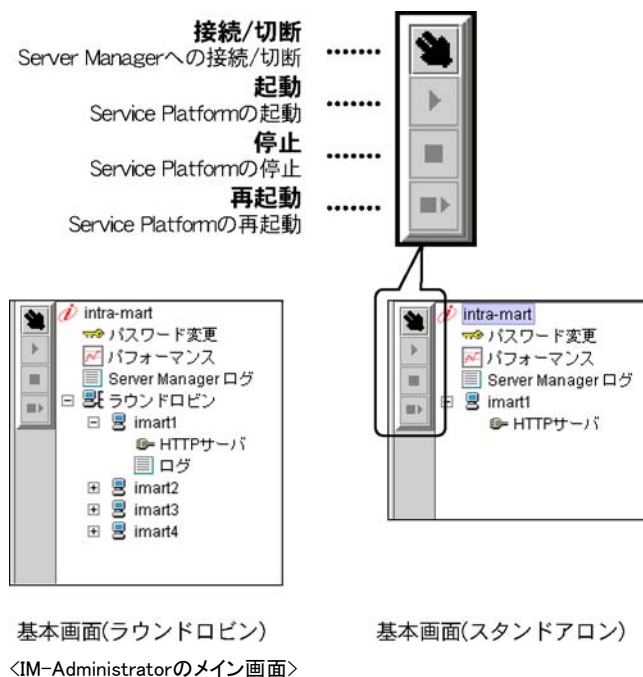 接続/切断
Server Managerへの接続/切断
起動
Service Platformの起動
停止
Service Platformの停止
再起動
Service Platformの再起動
intra-mart
パスワード変更
パフォーマンス
Server Manager ログ
ラウンドロビン
imart1
HTTPサーバ
ログ
imart2
imart3
imart4
intra-mart
パスワード変更
パフォーマンス
Server Manager ログ
imart1
HTTPサーバ
基本画面(ラウンドロビン)
基本画面(スタンドアロン)
<IM-Administratorのメイン画面>